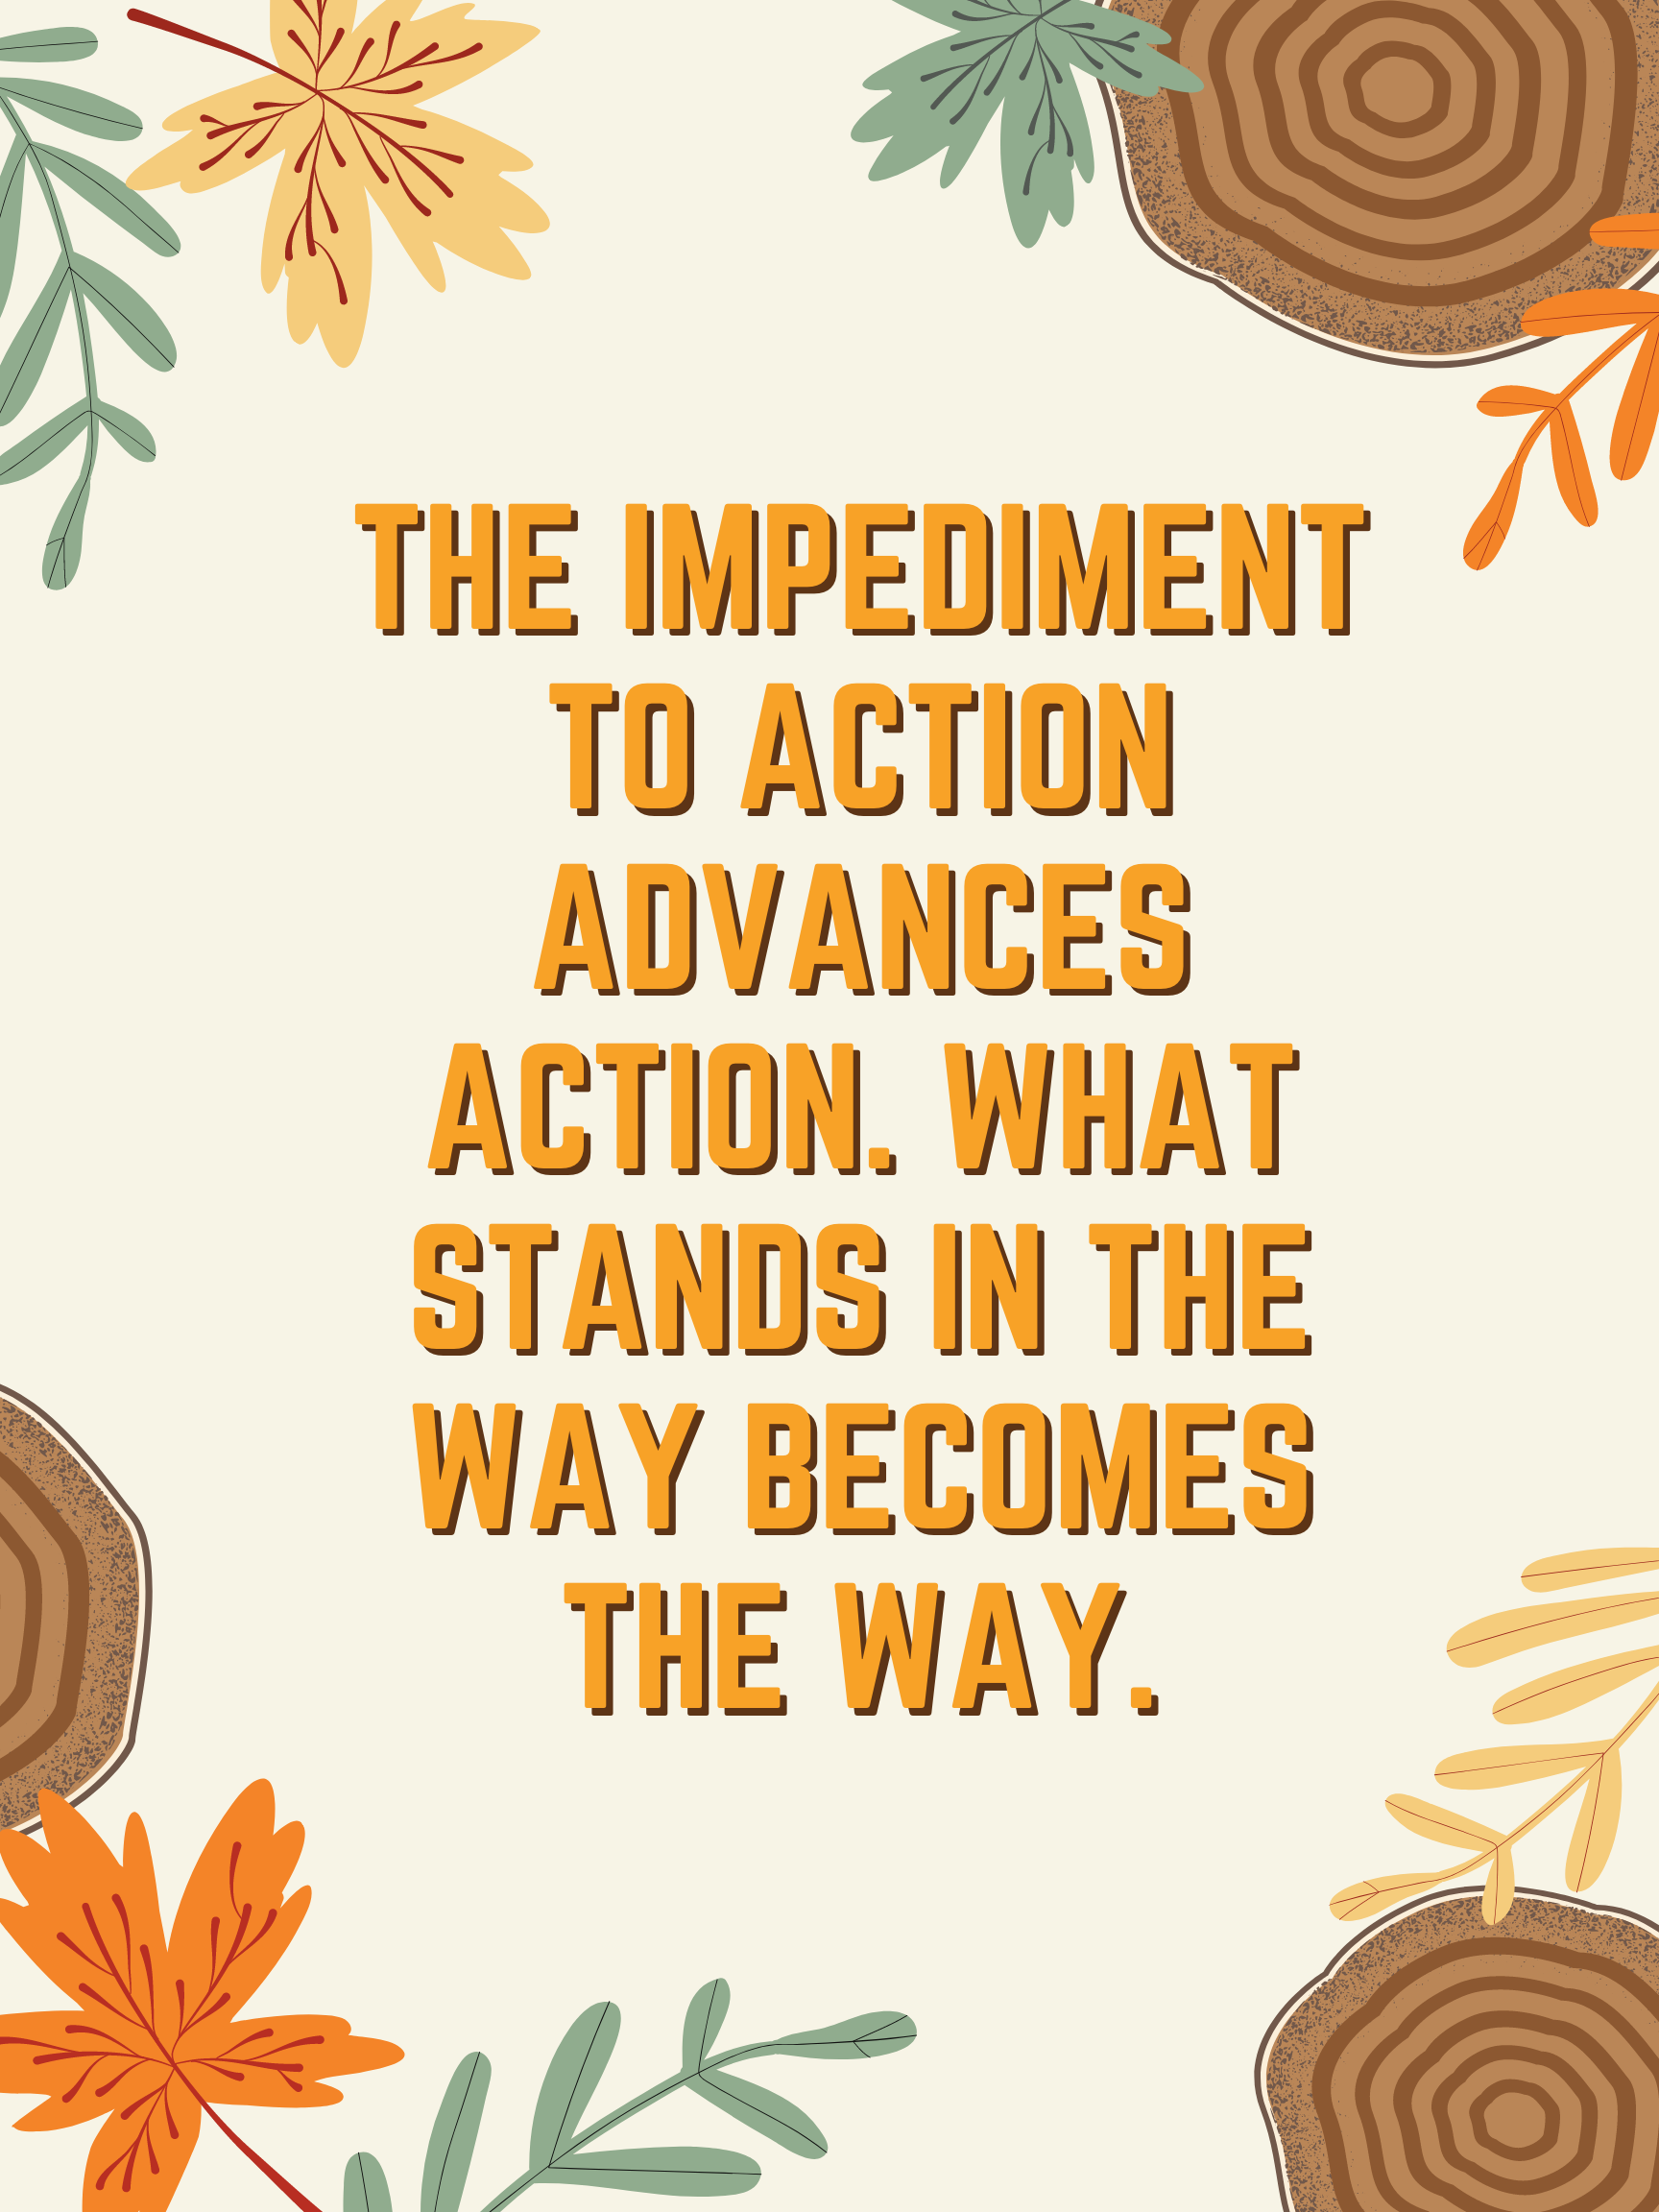 THE IMPEDIMENT
TO ACTION
ADVANCES
ACTION. WHAT
STANDS IN THE
WAY BECOMES
THE WAY.